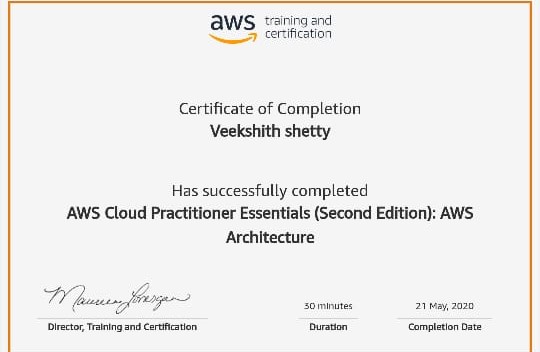 aws training and
certification
Certificate of Completion
Veekshith shetty
Has successfully completed
AWS Cloud Practitioner Essentials (Second Edition): AWS
Architecture
Maureen Lonergan
30 minutes
21 May, 2020
Director, Training and Certification
Duration
Completion Date